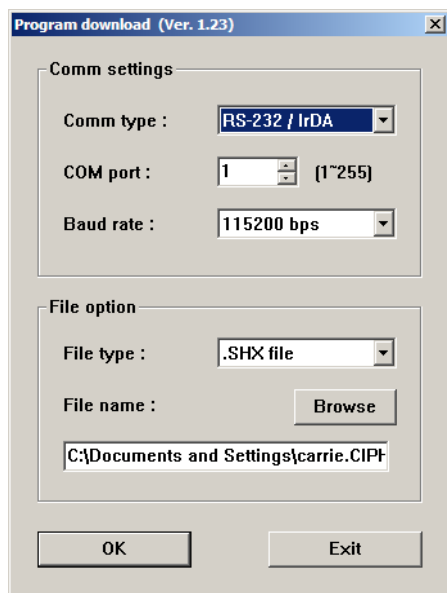 Program download (Ver. 1.23)
Comm settings
Comm type : RS-232 / IrDA
COM port : 1 (1~255)
Baud rate : 115200 bps
File option
File type : .SHX file
File name : Browse
C:\Documents and Settings\carrie.CIPH
OK Exit